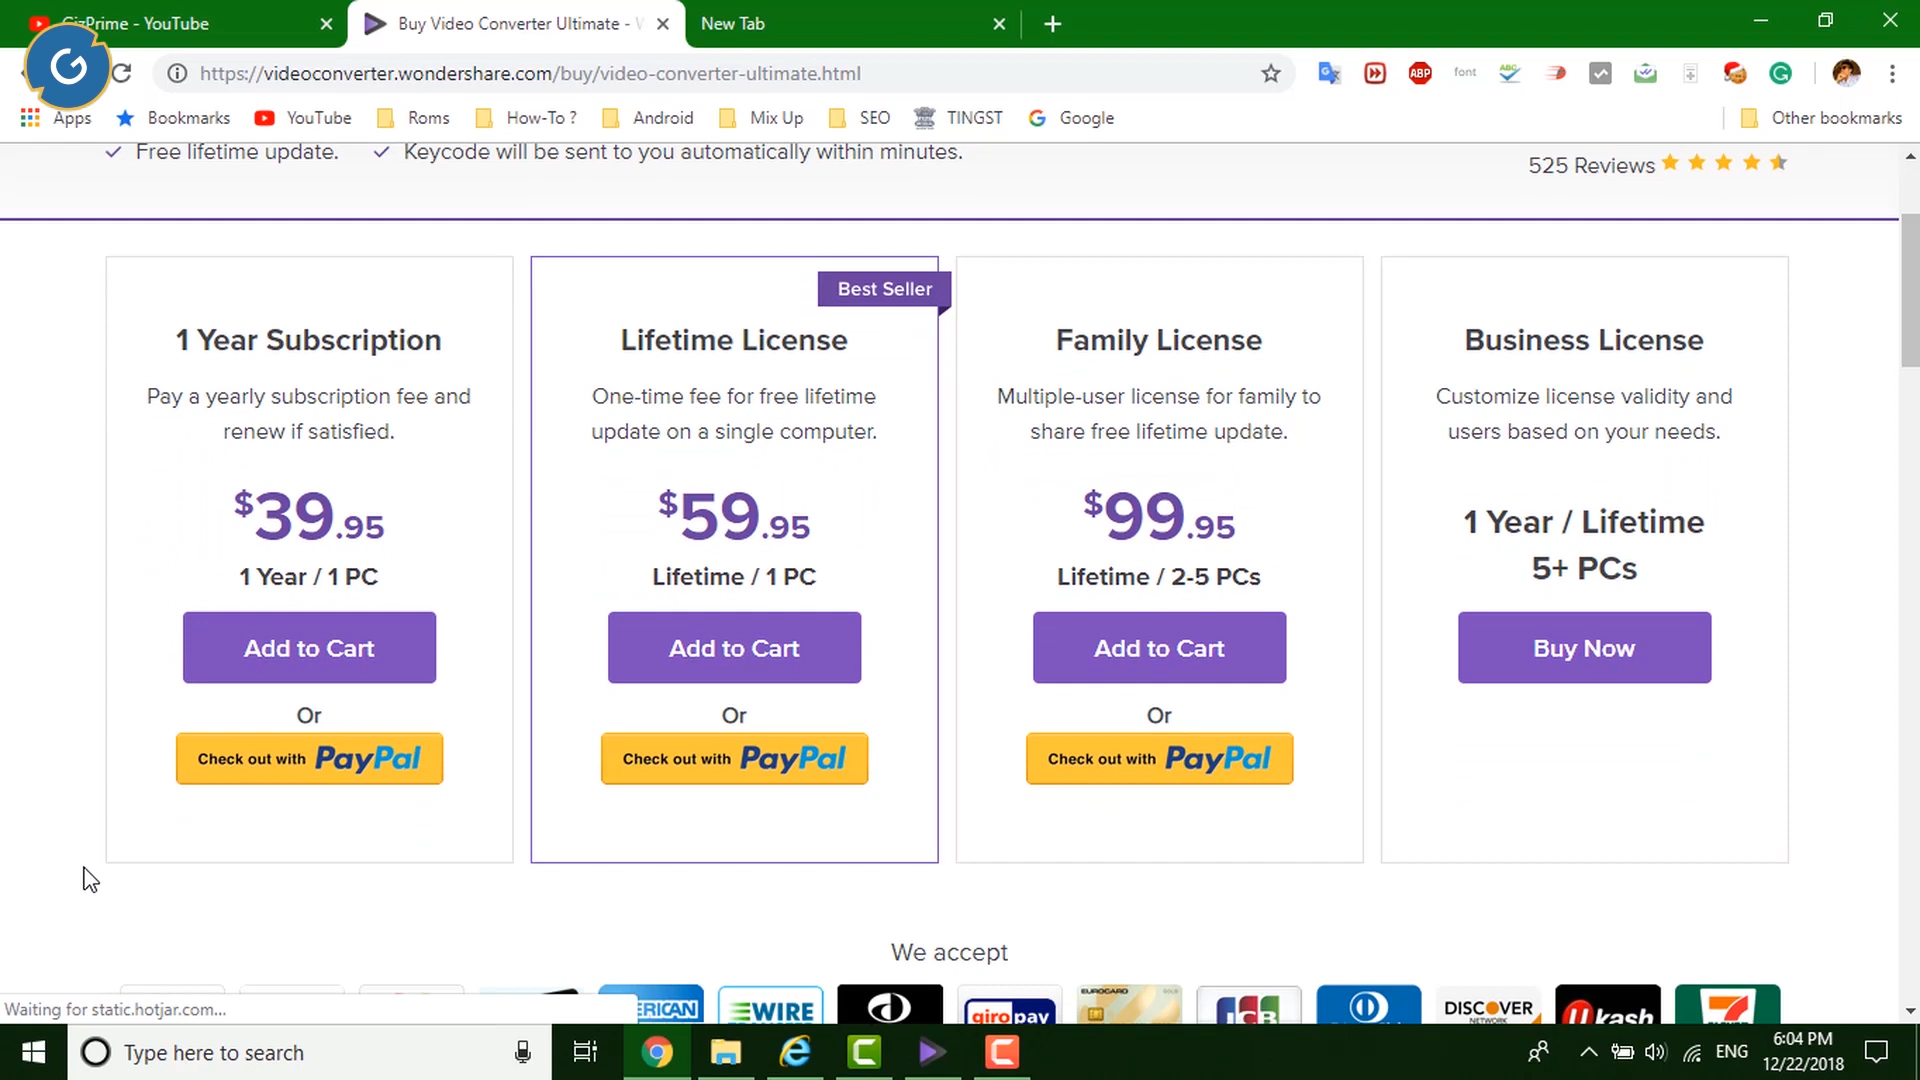 GizPrime - YouTube
Buy Video Converter Ultimate -
New Tab
https://videoconverter.wondershare.com/buy/video-converter-ultimate.html
ABP
font
ABC
Apps
Bookmarks
YouTube
Roms
How-To ?
Android
Mix Up
SEO
TINGST
Google
Other bookmarks
Free lifetime update.
Keycode will be sent to you automatically within minutes.
525 Reviews
1 Year Subscription
Pay a yearly subscription fee and
renew if satisfied.
$39.95
1 Year / 1 PC
Add to Cart
Or
Check out with PayPal
Best Seller
Lifetime License
One-time fee for free lifetime
update on a single computer.
$59.95
Lifetime / 1 PC
Add to Cart
Or
Check out with PayPal
Family License
Multiple-user license for family to
share free lifetime update.
$99.95
Lifetime / 2-5 PCs
Add to Cart
Or
Check out with PayPal
Business License
Customize license validity and
users based on your needs.
1 Year / Lifetime
5+ PCs
Buy Now
We accept
WIRE
giropay
EUROCARD
JCB
DISCOVER
NETWORK
Ukash
Waiting for static.hotjar.com...
Type here to search
ENG
6:04 PM
12/22/2018